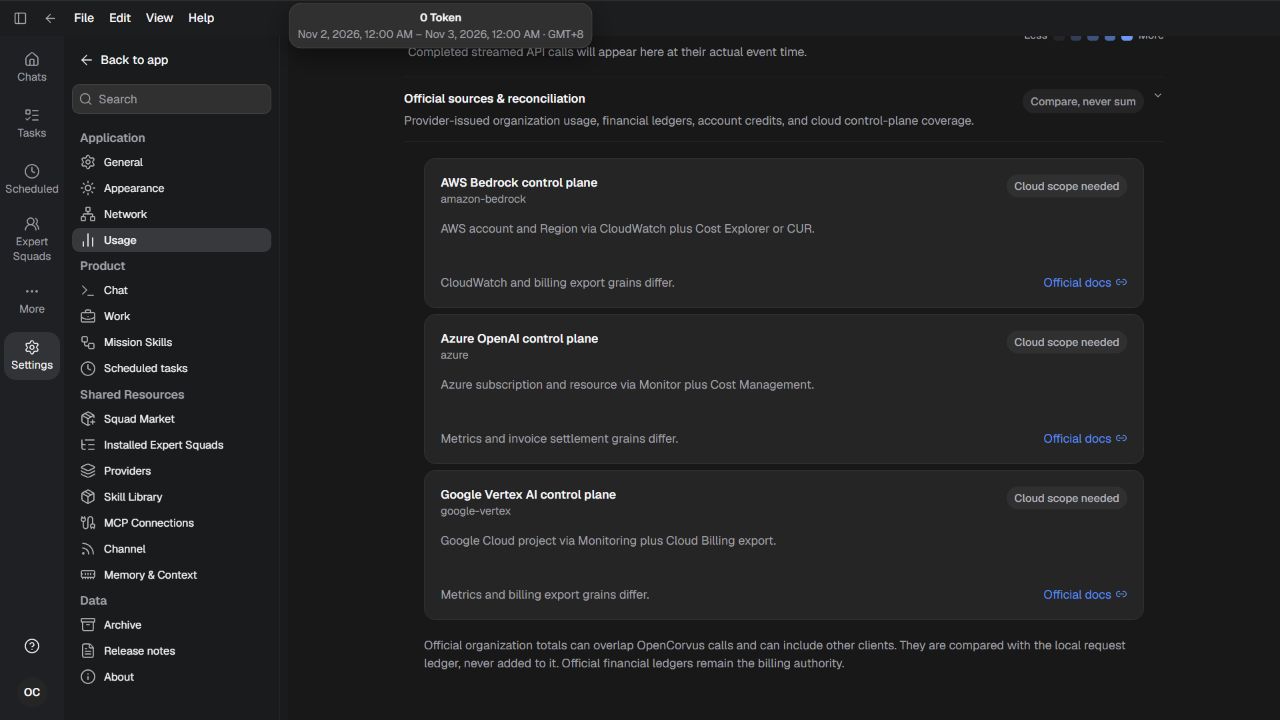 File Edit View Help
0 Token
Nov 2, 2026, 12:00 AM – Nov 3, 2026, 12:00 AM · GMT+8
Chats
Tasks
Scheduled
Expert
Squads
More
Settings
OC
Back to app
Search
Application
General
Appearance
Network
Usage
Product
Chat
Work
Mission Skills
Scheduled tasks
Shared Resources
Squad Market
Installed Expert Squads
Providers
Skill Library
MCP Connections
Channel
Memory & Context
Data
Archive
Release notes
About
Less More
Completed streamed API calls will appear here at their actual event time.
Official sources & reconciliation
Compare, never sum
Provider-issued organization usage, financial ledgers, account credits, and cloud control-plane coverage.
AWS Bedrock control plane
Cloud scope needed
amazon-bedrock
AWS account and Region via CloudWatch plus Cost Explorer or CUR.
CloudWatch and billing export grains differ.
Official docs
Azure OpenAI control plane
Cloud scope needed
azure
Azure subscription and resource via Monitor plus Cost Management.
Metrics and invoice settlement grains differ.
Official docs
Google Vertex AI control plane
Cloud scope needed
google-vertex
Google Cloud project via Monitoring plus Cloud Billing export.
Metrics and billing export grains differ.
Official docs
Official organization totals can overlap OpenCorvus calls and can include other clients. They are compared with the local request
ledger, never added to it. Official financial ledgers remain the billing authority.